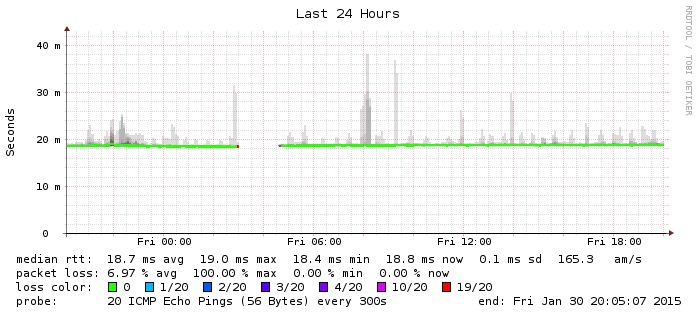 Last 24 Hours
RRDTOOL / TOBI OETIKER
Seconds
40 m
30 m
20 m
10 m
0
Fri 00:00 Fri 06:00 Fri 12:00 Fri 18:00
median rtt: 18.7 ms avg 19.0 ms max 18.4 ms min 18.8 ms now 0.1 ms sd 165.3 am/s
packet loss: 6.97 % avg 100.00 % max 0.00 % min 0.00 % now
loss color: 0 1/20 2/20 3/20 4/20 10/20 19/20
probe: 20 ICMP Echo Pings (56 Bytes) every 300s end: Fri Jan 30 20:05:07 2015